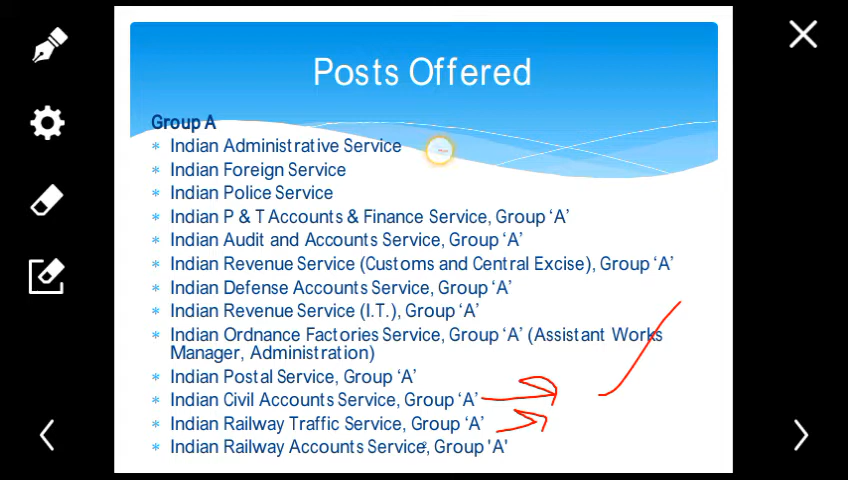 Posts Offered
Group A
* Indian Administrative Service
* Indian Foreign Service
* Indian Police Service
* Indian P & T Accounts & Finance Service, Group ‘A’
* Indian Audit and Accounts Service, Group ‘A’
* Indian Revenue Service (Customs and Central Excise), Group ‘A’
* Indian Defense Accounts Service, Group ‘A’
* Indian Revenue Service (I.T.), Group ‘A’
* Indian Ordnance Factories Service, Group ‘A’ (Assistant Works
Manager, Administration)
* Indian Postal Service, Group ‘A’
* Indian Civil Accounts Service, Group ‘A’
* Indian Railway Traffic Service, Group ‘A’
* Indian Railway Accounts Service, Group 'A'